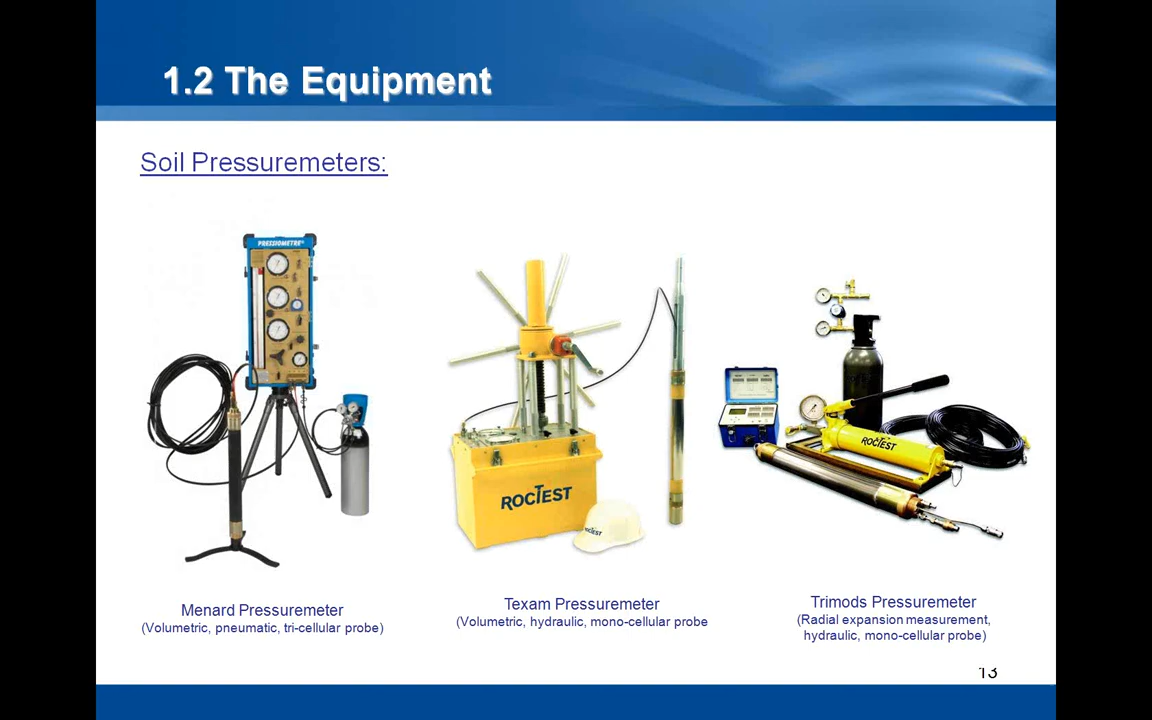 1.2 The Equipment
Soil Pressuremeters:
PRESSIOMETRE®
ROCTEST
ROCTEST
ROCTEST
Menard Pressuremeter
(Volumetric, pneumatic, tri-cellular probe)
Texam Pressuremeter
(Volumetric, hydraulic, mono-cellular probe
Trimods Pressuremeter
(Radial expansion measurement,
hydraulic, mono-cellular probe)
13